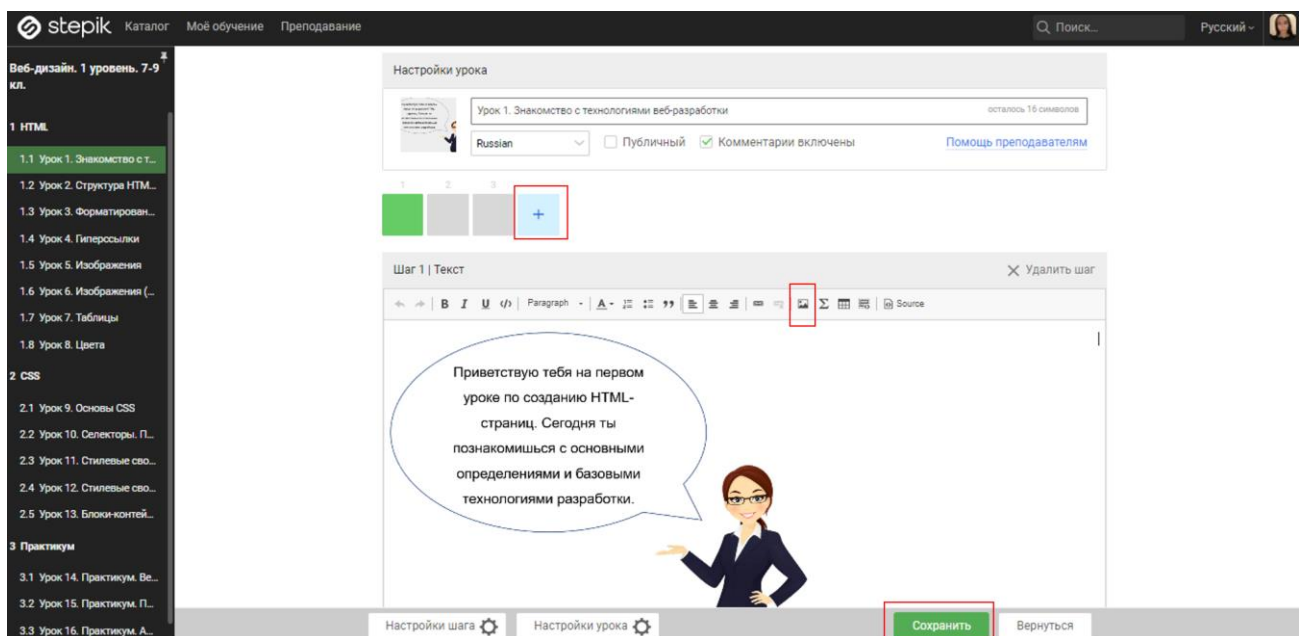 stepik Каталог Моё обучение Преподавание Поиск... Русский
Веб-дизайн. 1 уровень. 7-9
кл.
1 HTML
1.1 Урок 1. Знакомство с т...
1.2 Урок 2. Структура HTM...
1.3 Урок 3. Форматирован...
1.4 Урок 4. Гиперссылки
1.5 Урок 5. Изображения
1.6 Урок 6. Изображения (...
1.7 Урок 7. Таблицы
1.8 Урок 8. Цвета
2 CSS
2.1 Урок 9. Основы CSS
2.2 Урок 10. Селекторы. П...
2.3 Урок 11. Стилевые сво...
2.4 Урок 12. Стилевые сво...
2.5 Урок 13. Блоки-контей...
3 Практикум
3.1 Урок 14. Практикум. Ве...
3.2 Урок 15. Практикум. П...
3.3 Урок 16. Практикум. А...
Настройки урока
Урок 1. Знакомство с технологиями веб-разработки осталось 16 символов
Russian Публичный Комментарии включены Помощь преподавателям
1 2 3
+
Шаг 1 | Текст Удалить шаг
B I U </> Paragraph A Σ Source
Приветствую тебя на первом
уроке по созданию HTML-
страниц. Сегодня ты
познакомишься с основными
определениями и базовыми
технологиями разработки.
Настройки шага Настройки урока Сохранить Вернуться